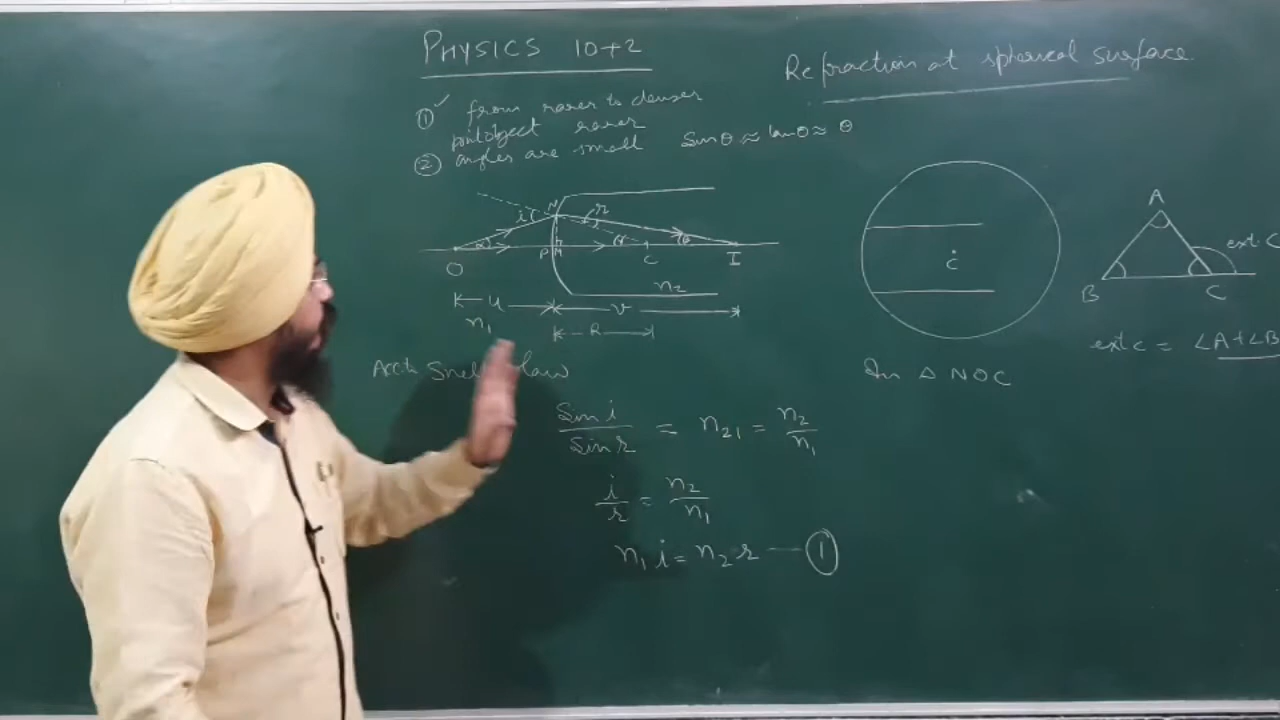 PHYSICS 10+2
Refraction at spherical surface
① ✓ from rarer to denser
point object rarer
② angles are small Sinθ ≈ tanθ ≈ θ
i N r
α P M γ β
O C I
n₂
u v
n₁ R
Acc to Snell law
Sin i / Sin r = n₂₁ = n₂/n₁
i/r = n₂/n₁
n₁ i = n₂ r — ①
C
A
ext. C
B C
ext C = ∠A+∠B
In △ NOC